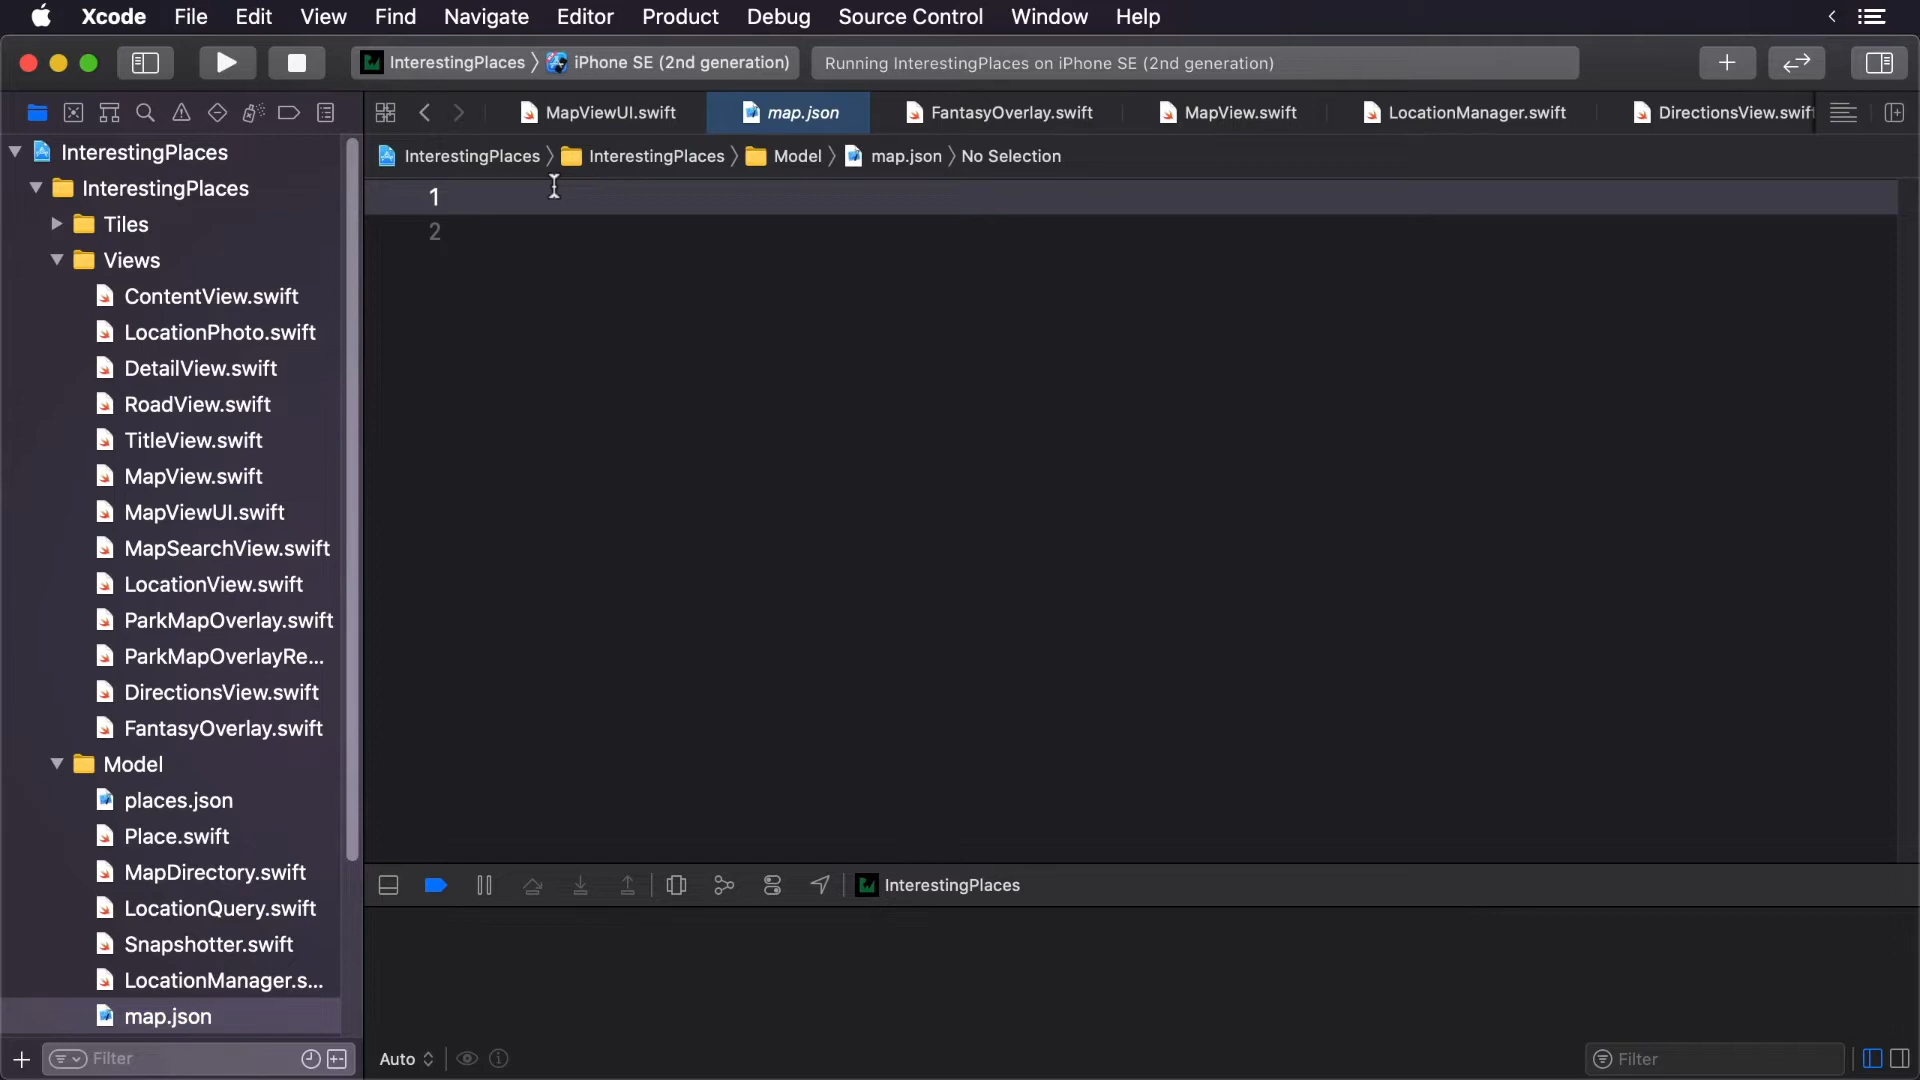 Xcode File Edit View Find Navigate Editor Product Debug Source Control Window Help
InterestingPlaces iPhone SE (2nd generation) Running InterestingPlaces on iPhone SE (2nd generation)
MapViewUI.swift map.json FantasyOverlay.swift MapView.swift LocationManager.swift DirectionsView.swif
InterestingPlaces InterestingPlaces Model map.json No Selection
1
2
InterestingPlaces
InterestingPlaces
Tiles
Views
ContentView.swift
LocationPhoto.swift
DetailView.swift
RoadView.swift
TitleView.swift
MapView.swift
MapViewUI.swift
MapSearchView.swift
LocationView.swift
ParkMapOverlay.swift
ParkMapOverlayRe...
DirectionsView.swift
FantasyOverlay.swift
Model
places.json
Place.swift
MapDirectory.swift
LocationQuery.swift
Snapshotter.swift
LocationManager.s...
map.json
Filter
InterestingPlaces
Auto
Filter